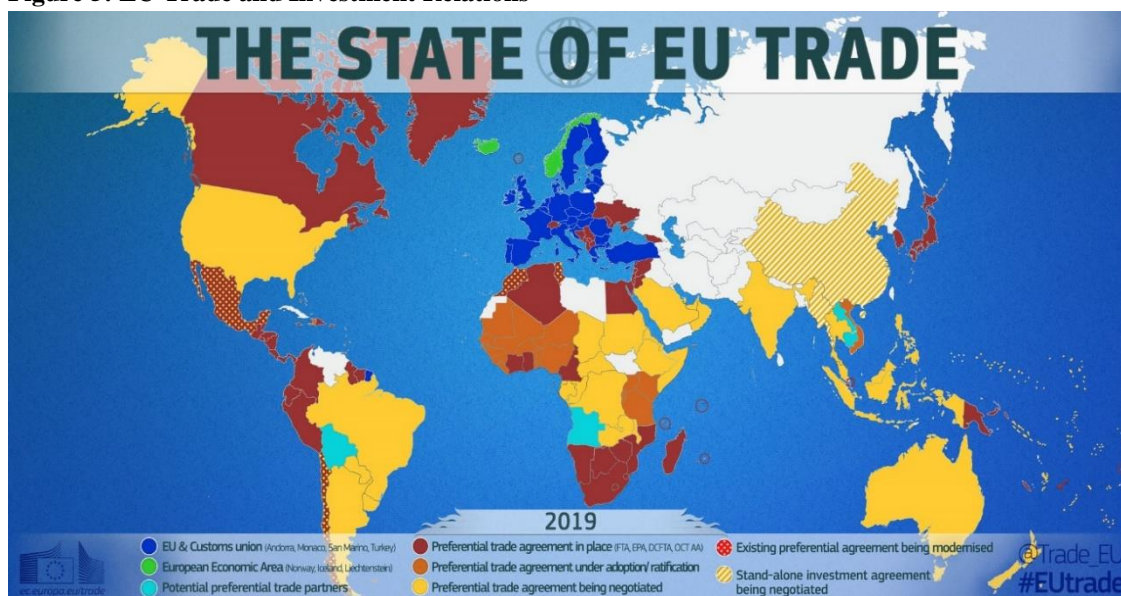 Figure 3: EU Trade and Investment Relations
THE STATE OF EU TRADE
2019
EU & Customs union (Andorra, Monaco, San Marino, Turkey)
European Economic Area (Norway, Iceland, Liechtenstein)
Potential preferential trade partners
Preferential trade agreement in place (FTA, EPA, DCFTA, OCT AA)
Preferential trade agreement under adoption/ ratification
Preferential trade agreement being negotiated
Existing preferential agreement being modernised
Stand-alone investment agreement
being negotiated
ec.europa.eu/trade
@Trade_EU
#EUtrade